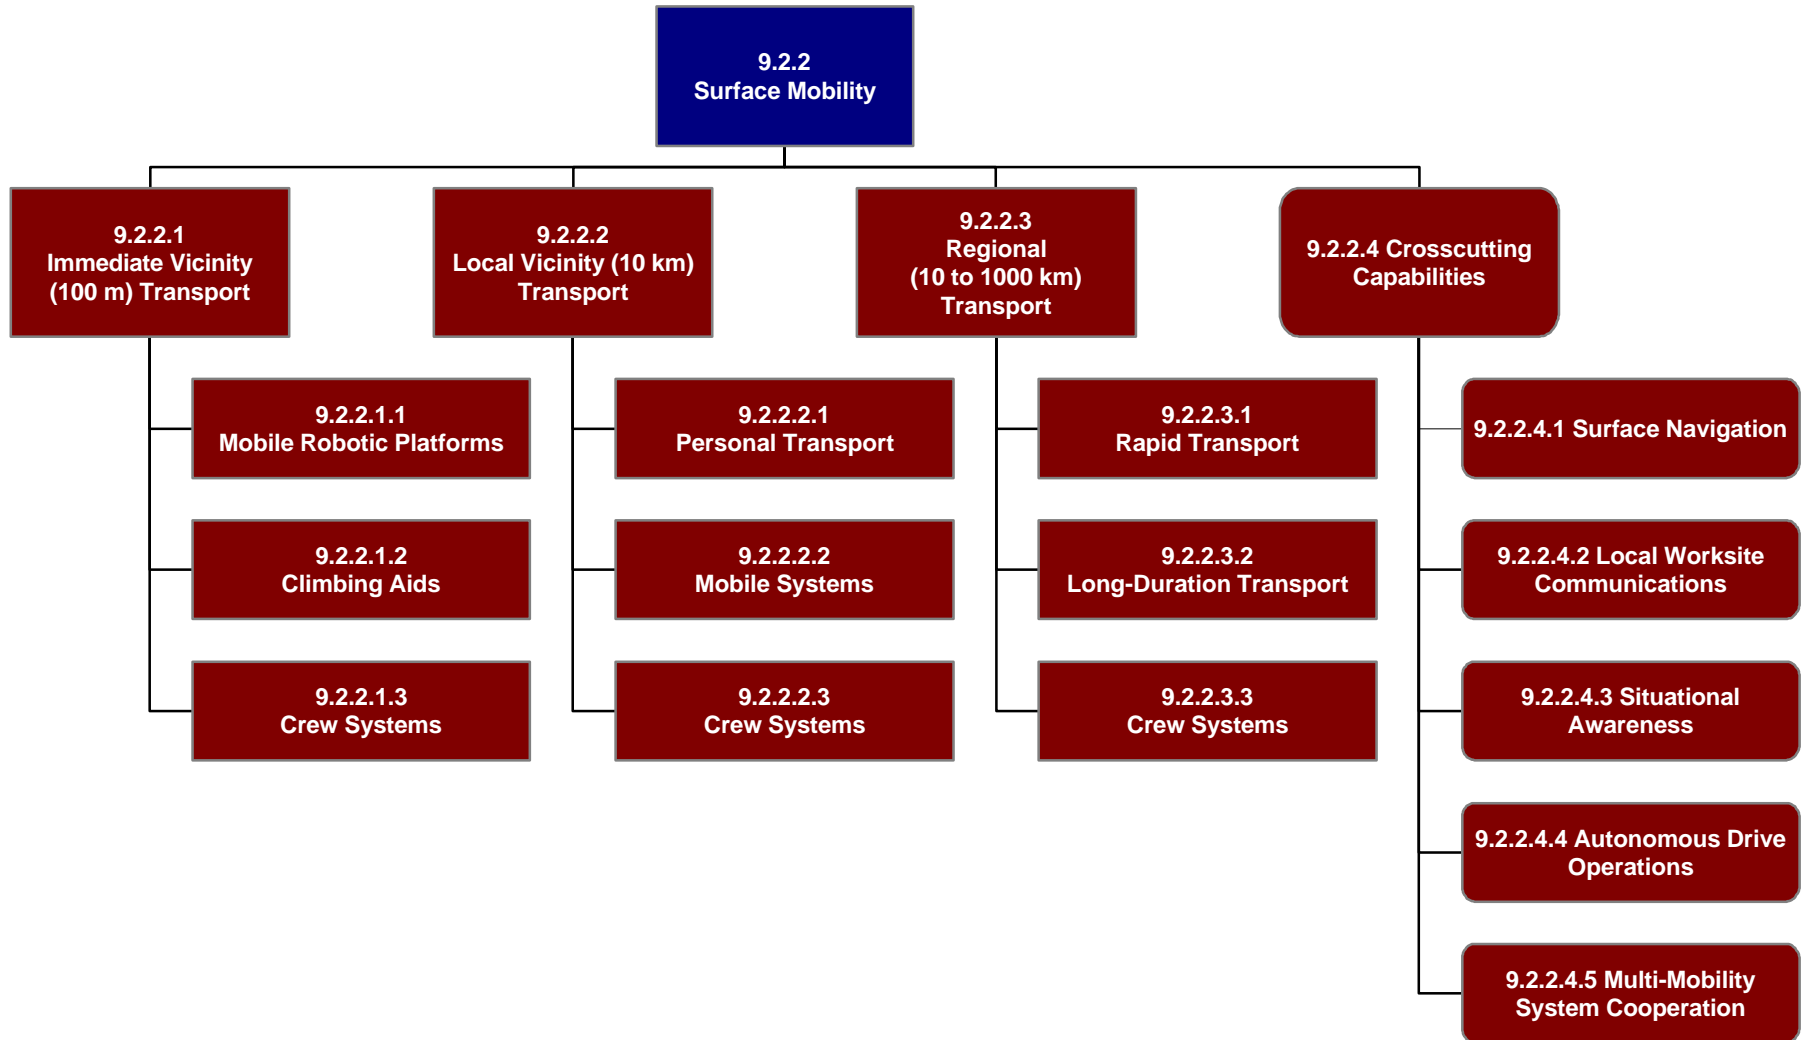 9.2.2
Surface Mobility
9.2.2.1
Immediate Vicinity
(100 m) Transport
9.2.2.2
Local Vicinity (10 km)
Transport
9.2.2.3
Regional
(10 to 1000 km)
Transport
9.2.2.4 Crosscutting
Capabilities
9.2.2.1.1
Mobile Robotic Platforms
9.2.2.2.1
Personal Transport
9.2.2.3.1
Rapid Transport
9.2.2.4.1 Surface Navigation
9.2.2.1.2
Climbing Aids
9.2.2.2.2
Mobile Systems
9.2.2.3.2
Long-Duration Transport
9.2.2.4.2 Local Worksite
Communications
9.2.2.1.3
Crew Systems
9.2.2.2.3
Crew Systems
9.2.2.3.3
Crew Systems
9.2.2.4.3 Situational
Awareness
9.2.2.4.4 Autonomous Drive
Operations
9.2.2.4.5 Multi-Mobility
System Cooperation